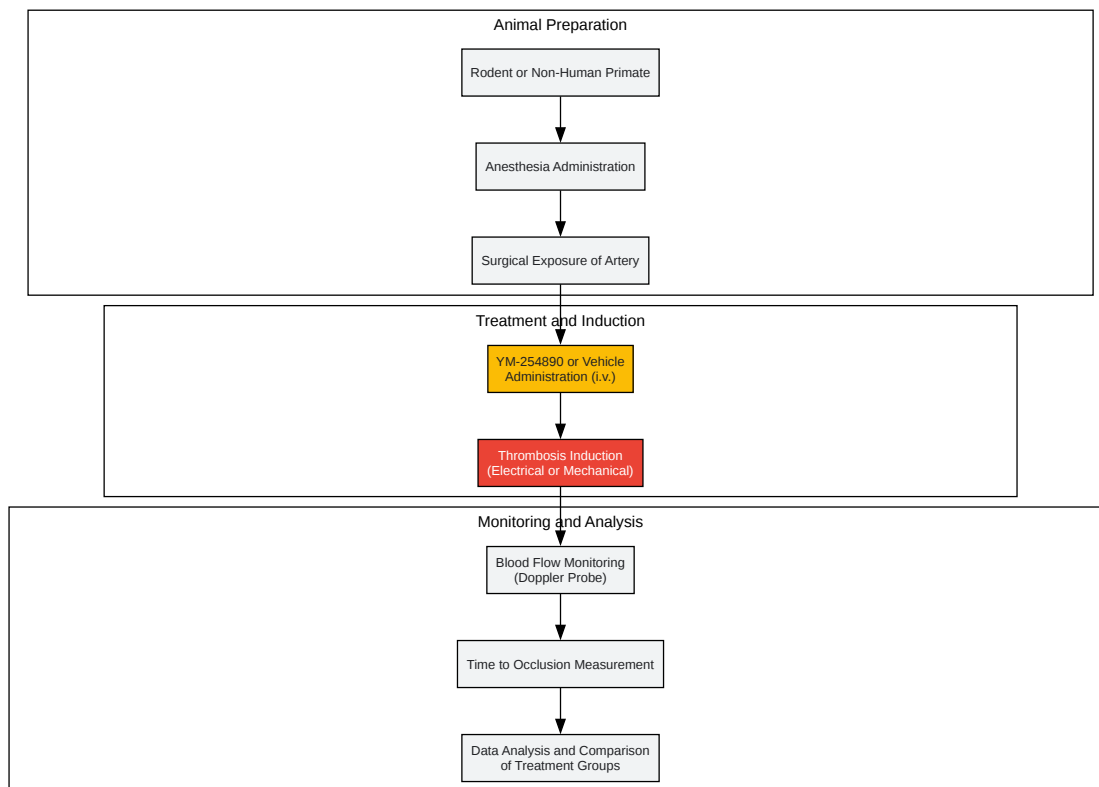 Animal Preparation
Rodent or Non-Human Primate
Anesthesia Administration
Surgical Exposure of Artery
Treatment and Induction
YM-254890 or Vehicle
Administration (i.v.)
Thrombosis Induction
(Electrical or Mechanical)
Monitoring and Analysis
Blood Flow Monitoring
(Doppler Probe)
Time to Occlusion Measurement
Data Analysis and Comparison
of Treatment Groups